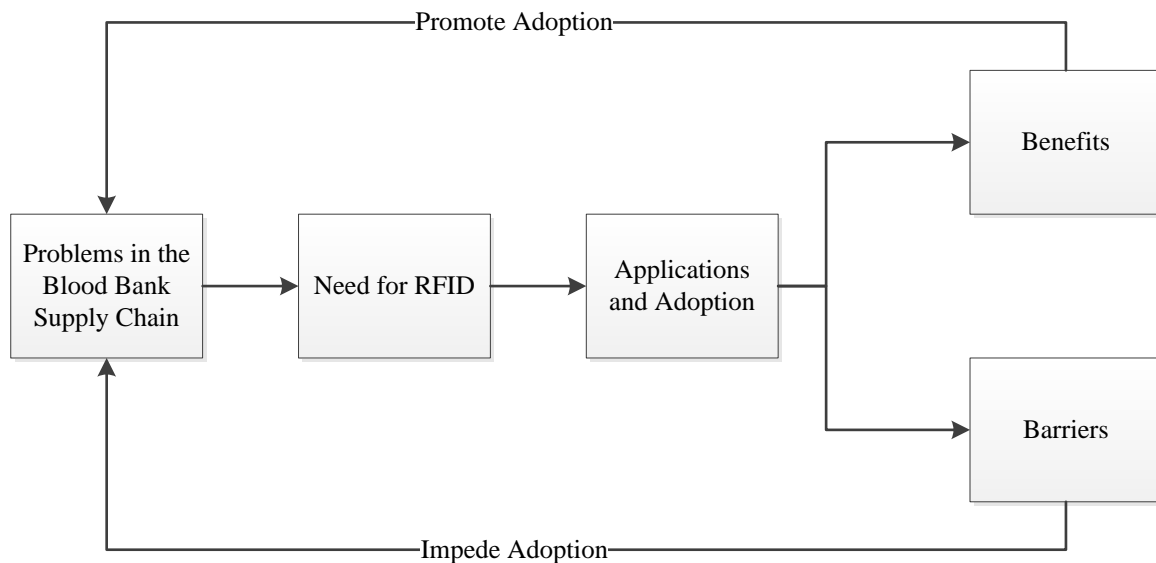 Promote Adoption
Benefits
Problems in the
Blood Bank
Supply Chain
Need for RFID
Applications
and Adoption
Barriers
Impede Adoption